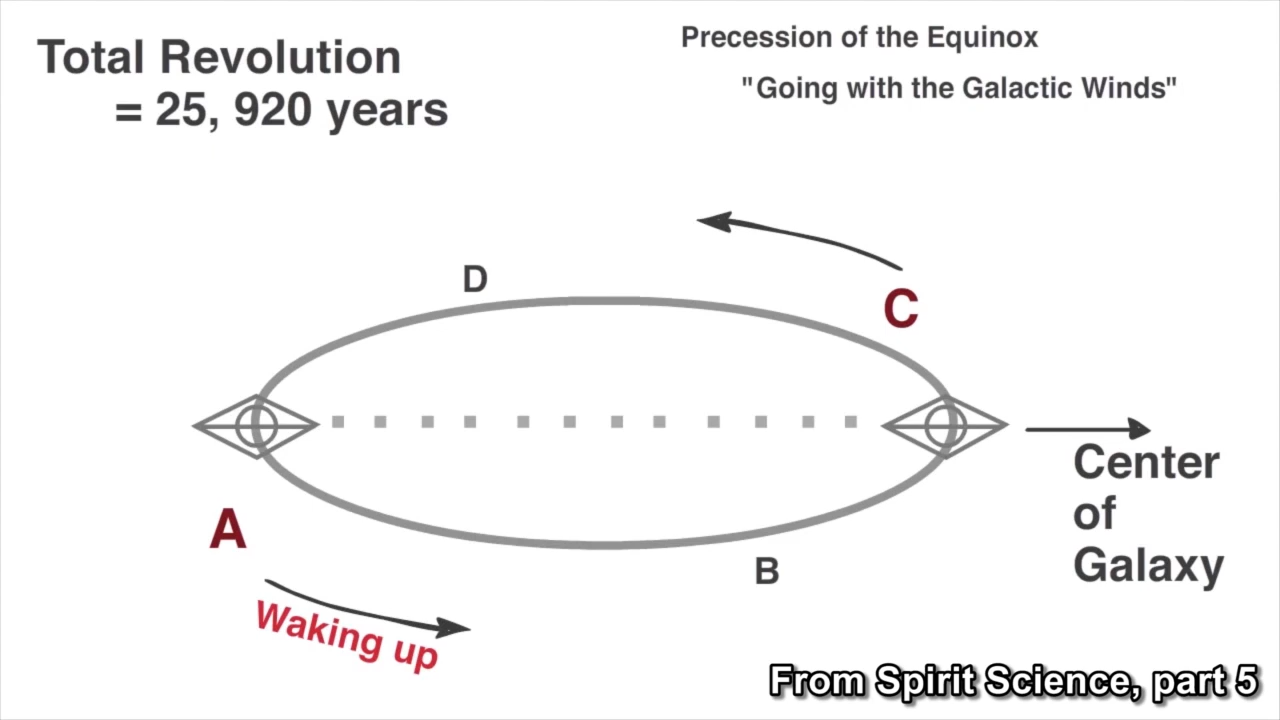 Total Revolution
= 25, 920 years
Precession of the Equinox
"Going with the Galactic Winds"
D
C
Center
of
Galaxy
A
B
Waking up
From Spirit Science, part 5